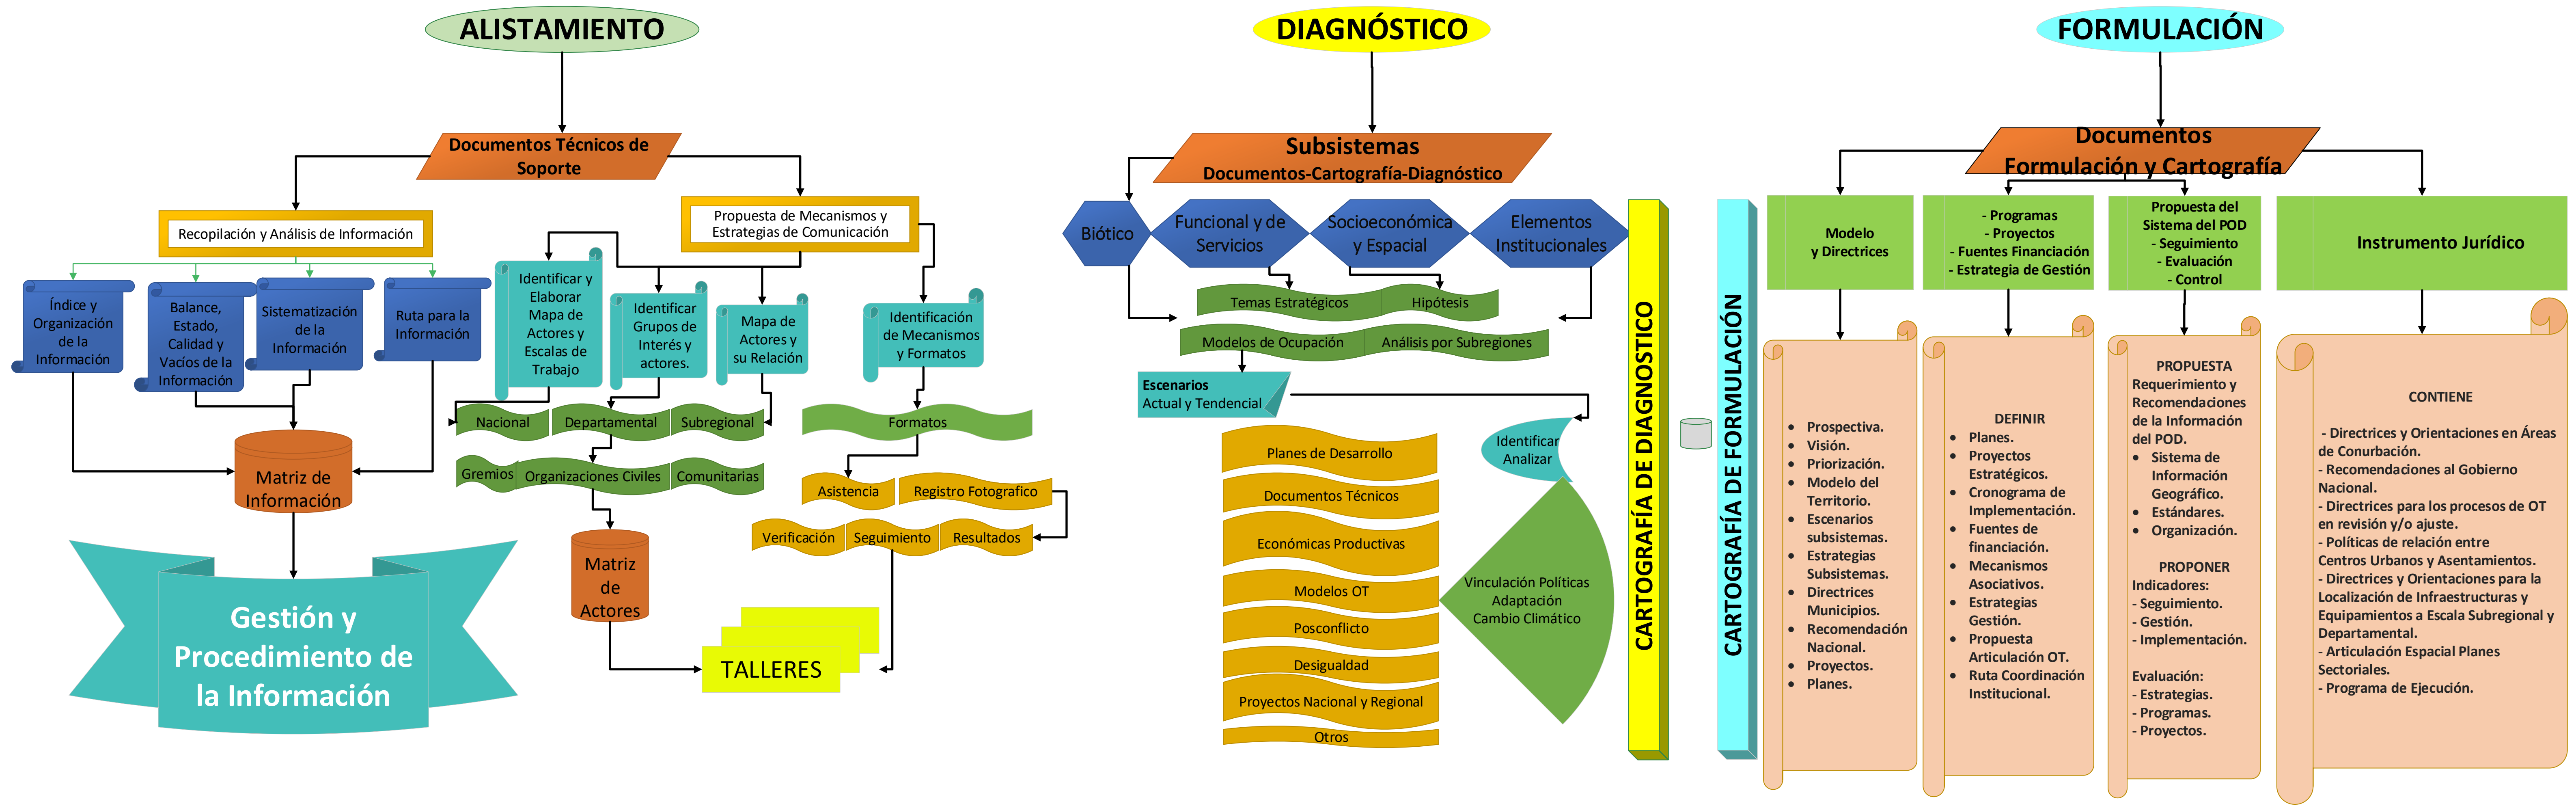 ALISTAMIENTO
Documentos Técnicos de
Soporte
Recopilación y Análisis de Información
Propuesta de Mecanismos y
Estrategias de Comunicación
Índice y
Organización
de la
Información
Balance,
Estado,
Calidad y
Vacíos de la
Información
Sistematización
de la
Información
Ruta para la
Información
Identificar y
Elaborar
Mapa de
Actores y
Escalas de
Trabajo
Identificar
Grupos de
Interés y
actores.
Mapa de
Actores y
su Relación
Identificación
de Mecanismos
y Formatos
Nacional
Departamental
Subregional
Formatos
Gremios
Organizaciones Civiles
Comunitarias
Asistencia
Registro Fotografico
Verificación
Seguimiento
Resultados
Matriz de
Información
Matriz
de
Actores
Gestión y
Procedimiento de
la Información
TALLERES
DIAGNÓSTICO
Subsistemas
Documentos-Cartografía-Diagnóstico
Biótico
Funcional y de
Servicios
Socioeconómica
y Espacial
Elementos
Institucionales
Temas Estratégicos
Hipótesis
Modelos de Ocupación
Análisis por Subregiones
Escenarios
Actual y Tendencial
Identificar
Analizar
Planes de Desarrollo
Documentos Técnicos
Económicas Productivas
Modelos OT
Posconflicto
Desigualdad
Proyectos Nacional y Regional
Otros
Vinculación Políticas
Adaptación
Cambio Climático
CARTOGRAFÍA DE DIAGNOSTICO
CARTOGRAFÍA DE FORMULACIÓN
FORMULACIÓN
Documentos
Formulación y Cartografía
Modelo
y Directrices
- Programas
- Proyectos
- Fuentes Financiación
- Estrategia de Gestión
Propuesta del
Sistema del POD
- Seguimiento
- Evaluación
- Control
Instrumento Jurídico
• Prospectiva.
• Visión.
• Priorización.
• Modelo del
Territorio.
• Escenarios
subsistemas.
• Estrategias
Subsistemas.
• Directrices
Municipios.
• Recomendación
Nacional.
• Proyectos.
• Planes.
DEFINIR
• Planes.
• Proyectos
Estratégicos.
• Cronograma de
Implementación.
• Fuentes de
financiación.
• Mecanismos
Asociativos.
• Estrategias
Gestión.
• Propuesta
Articulación OT.
• Ruta Coordinación
Institucional.
PROPUESTA
Requerimiento y
Recomendaciones
de la Información
del POD.
• Sistema de
Información
Geográfico.
• Estándares.
• Organización.
PROPONER
Indicadores:
- Seguimiento.
- Gestión.
- Implementación.
Evaluación:
- Estrategias.
- Programas.
- Proyectos.
CONTIENE
- Directrices y Orientaciones en Áreas
de Conurbación.
- Recomendaciones al Gobierno
Nacional.
- Directrices para los procesos de OT
en revisión y/o ajuste.
- Políticas de relación entre
Centros Urbanos y Asentamientos.
- Directrices y Orientaciones para la
Localización de Infraestructuras y
Equipamientos a Escala Subregional y
Departamental.
- Articulación Espacial Planes
Sectoriales.
- Programa de Ejecución.